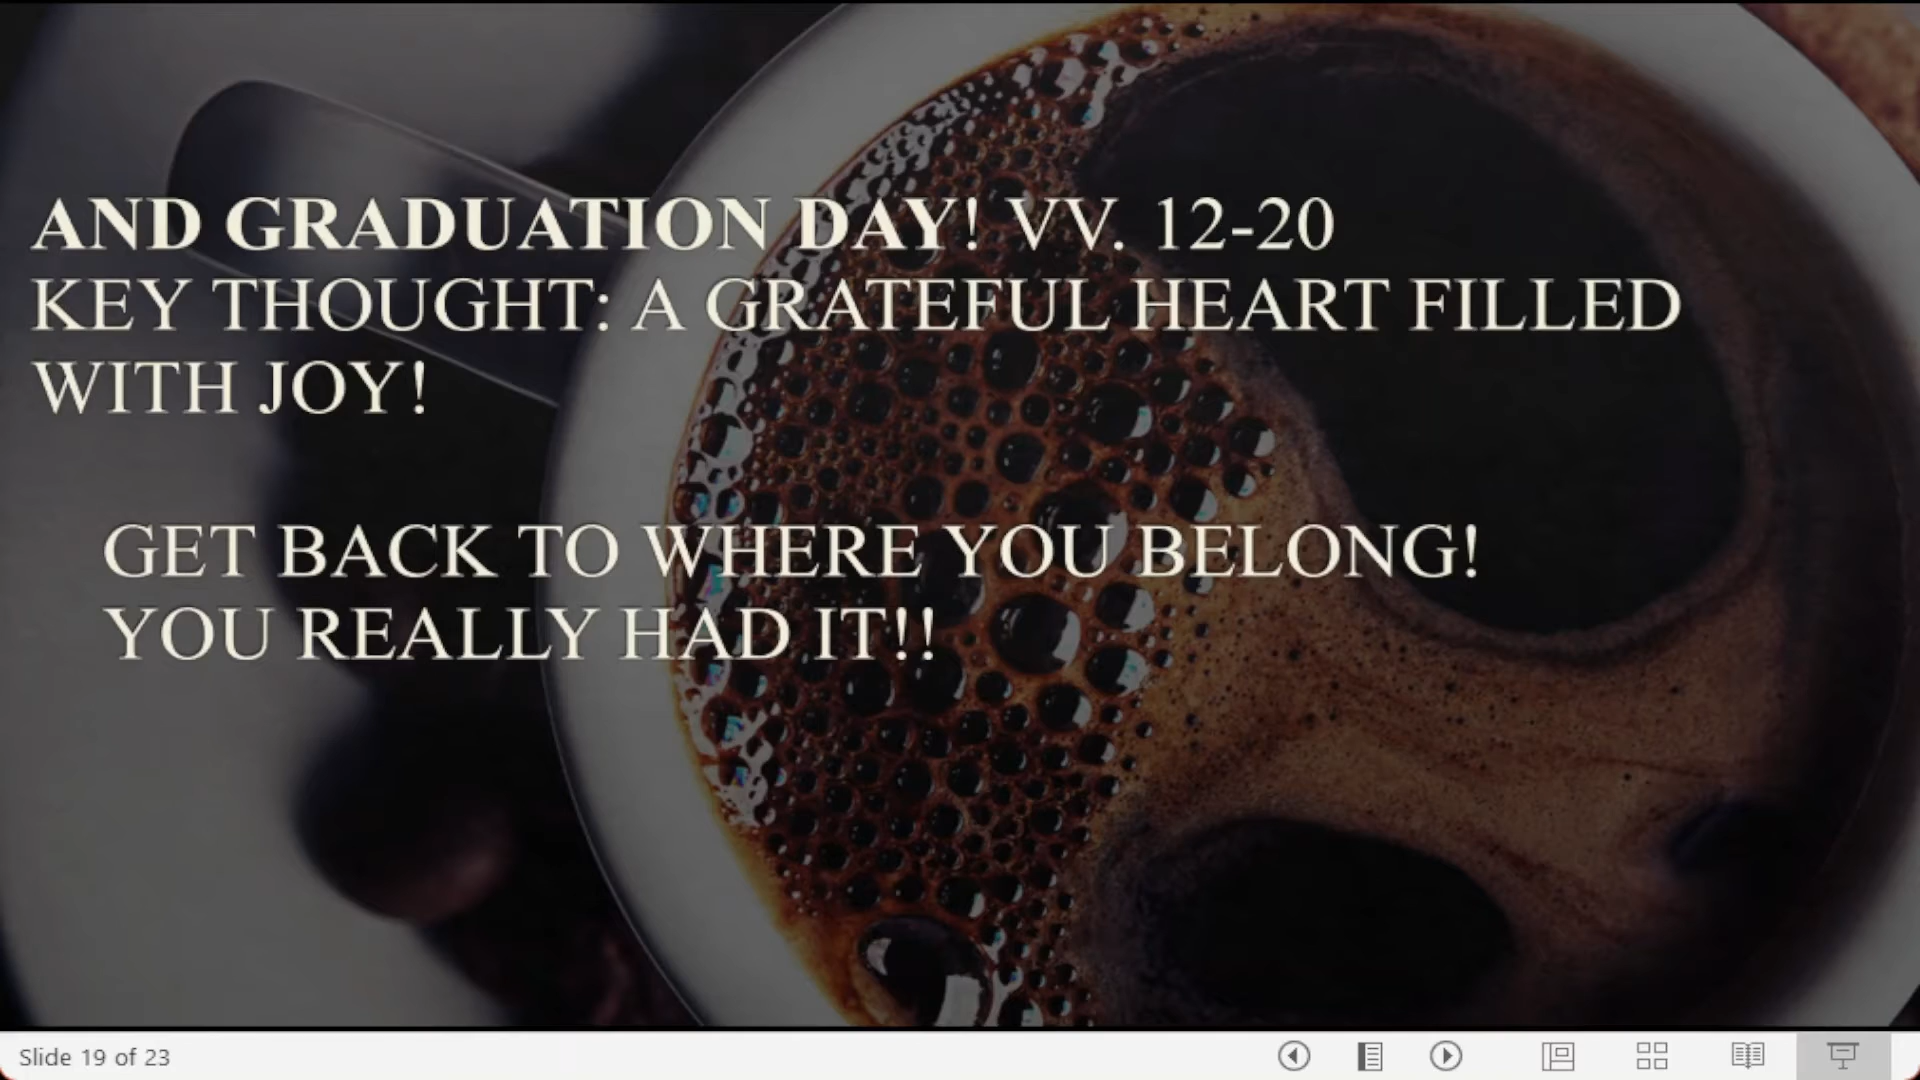 AND GRADUATION DAY! VV. 12-20
KEY THOUGHT: A GRATEFUL HEART FILLED
WITH JOY!
GET BACK TO WHERE YOU BELONG!
YOU REALLY HAD IT!!
Slide 19 of 23